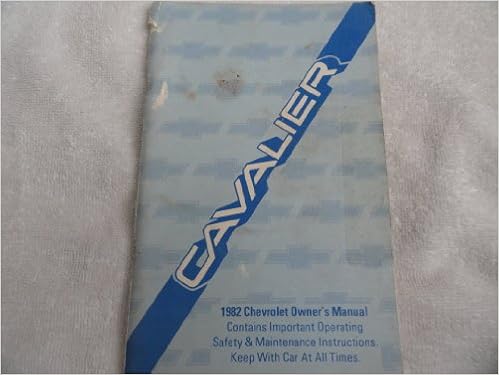 CAVALIER
1982 Chevrolet Owner's Manual
Contains Important Operating
Safety & Maintenance Instructions.
Keep With Car At All Times.